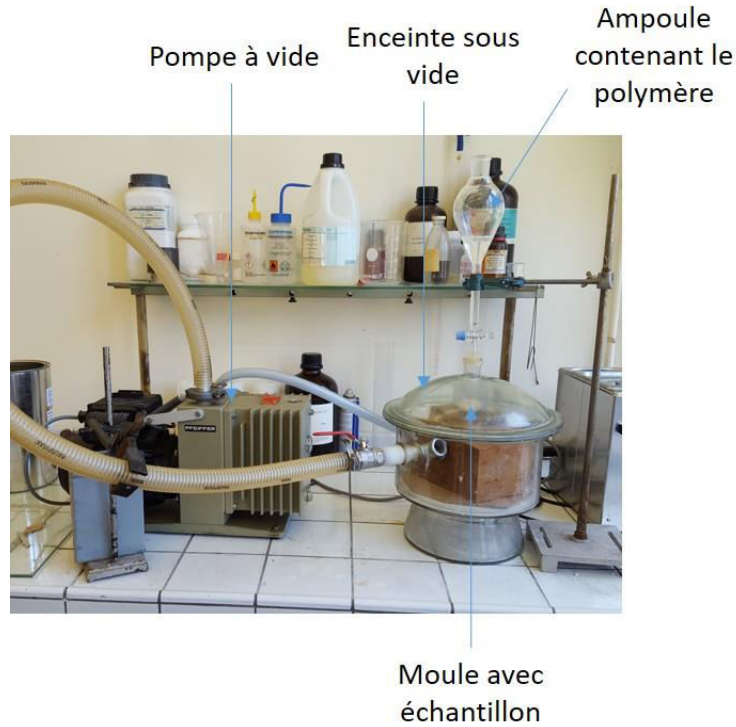 Pompe à vide
Enceinte sous
vide
Ampoule
contenant le
polymère
PFEIFFER
Moule avec
échantillon